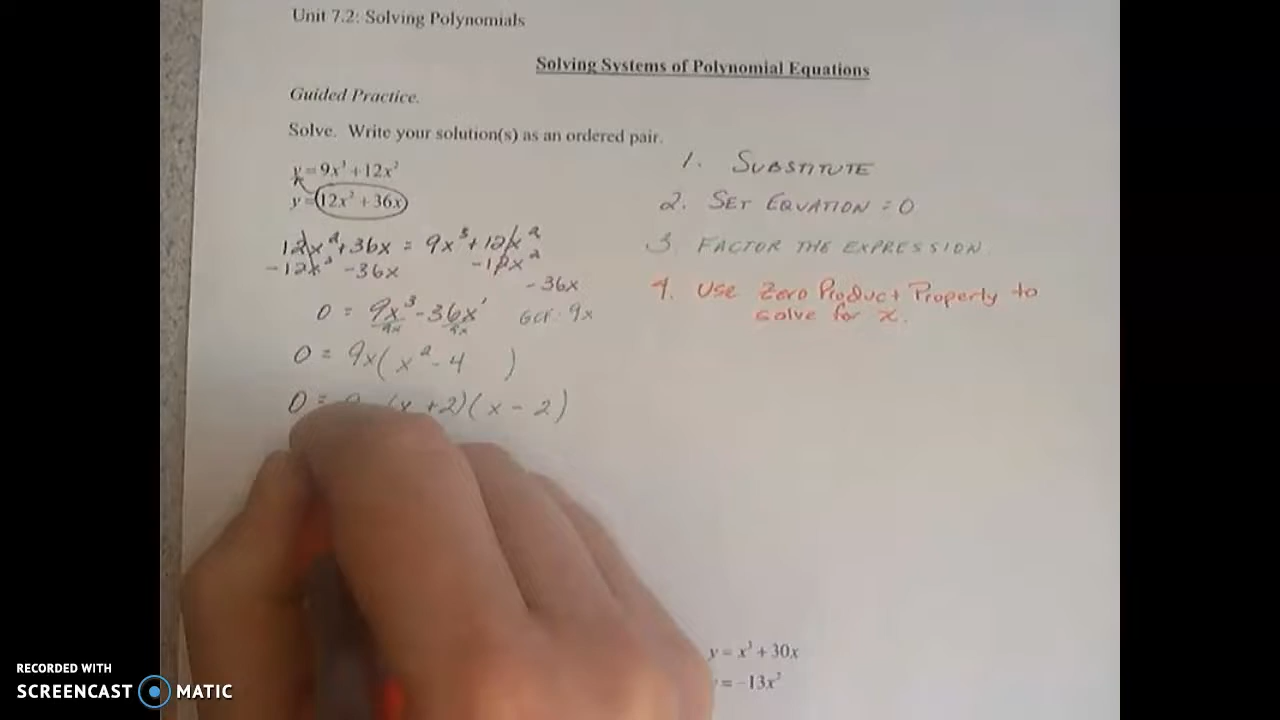 Unit 7.2: Solving Polynomials
Solving Systems of Polynomial Equations
Guided Practice.
Solve. Write your solution(s) as an ordered pair.
y = 9x³ + 12x²
y = 12x² + 36x
12x² + 36x = 9x³ + 12x²
-12x² - 36x -12x²
- 36x
0 = 9x³ - 36x¹ GCF: 9x
9x 9x
0 = 9x( x² - 4 )
0 = (x + 2)( x - 2 )
1. SUBSTITUTE
2. SET EQUATION = 0
3. FACTOR THE EXPRESSION.
4. Use Zero Product Property to
solve for x.
y = x³ + 30x
= -13x²
RECORDED WITH
SCREENCAST MATIC